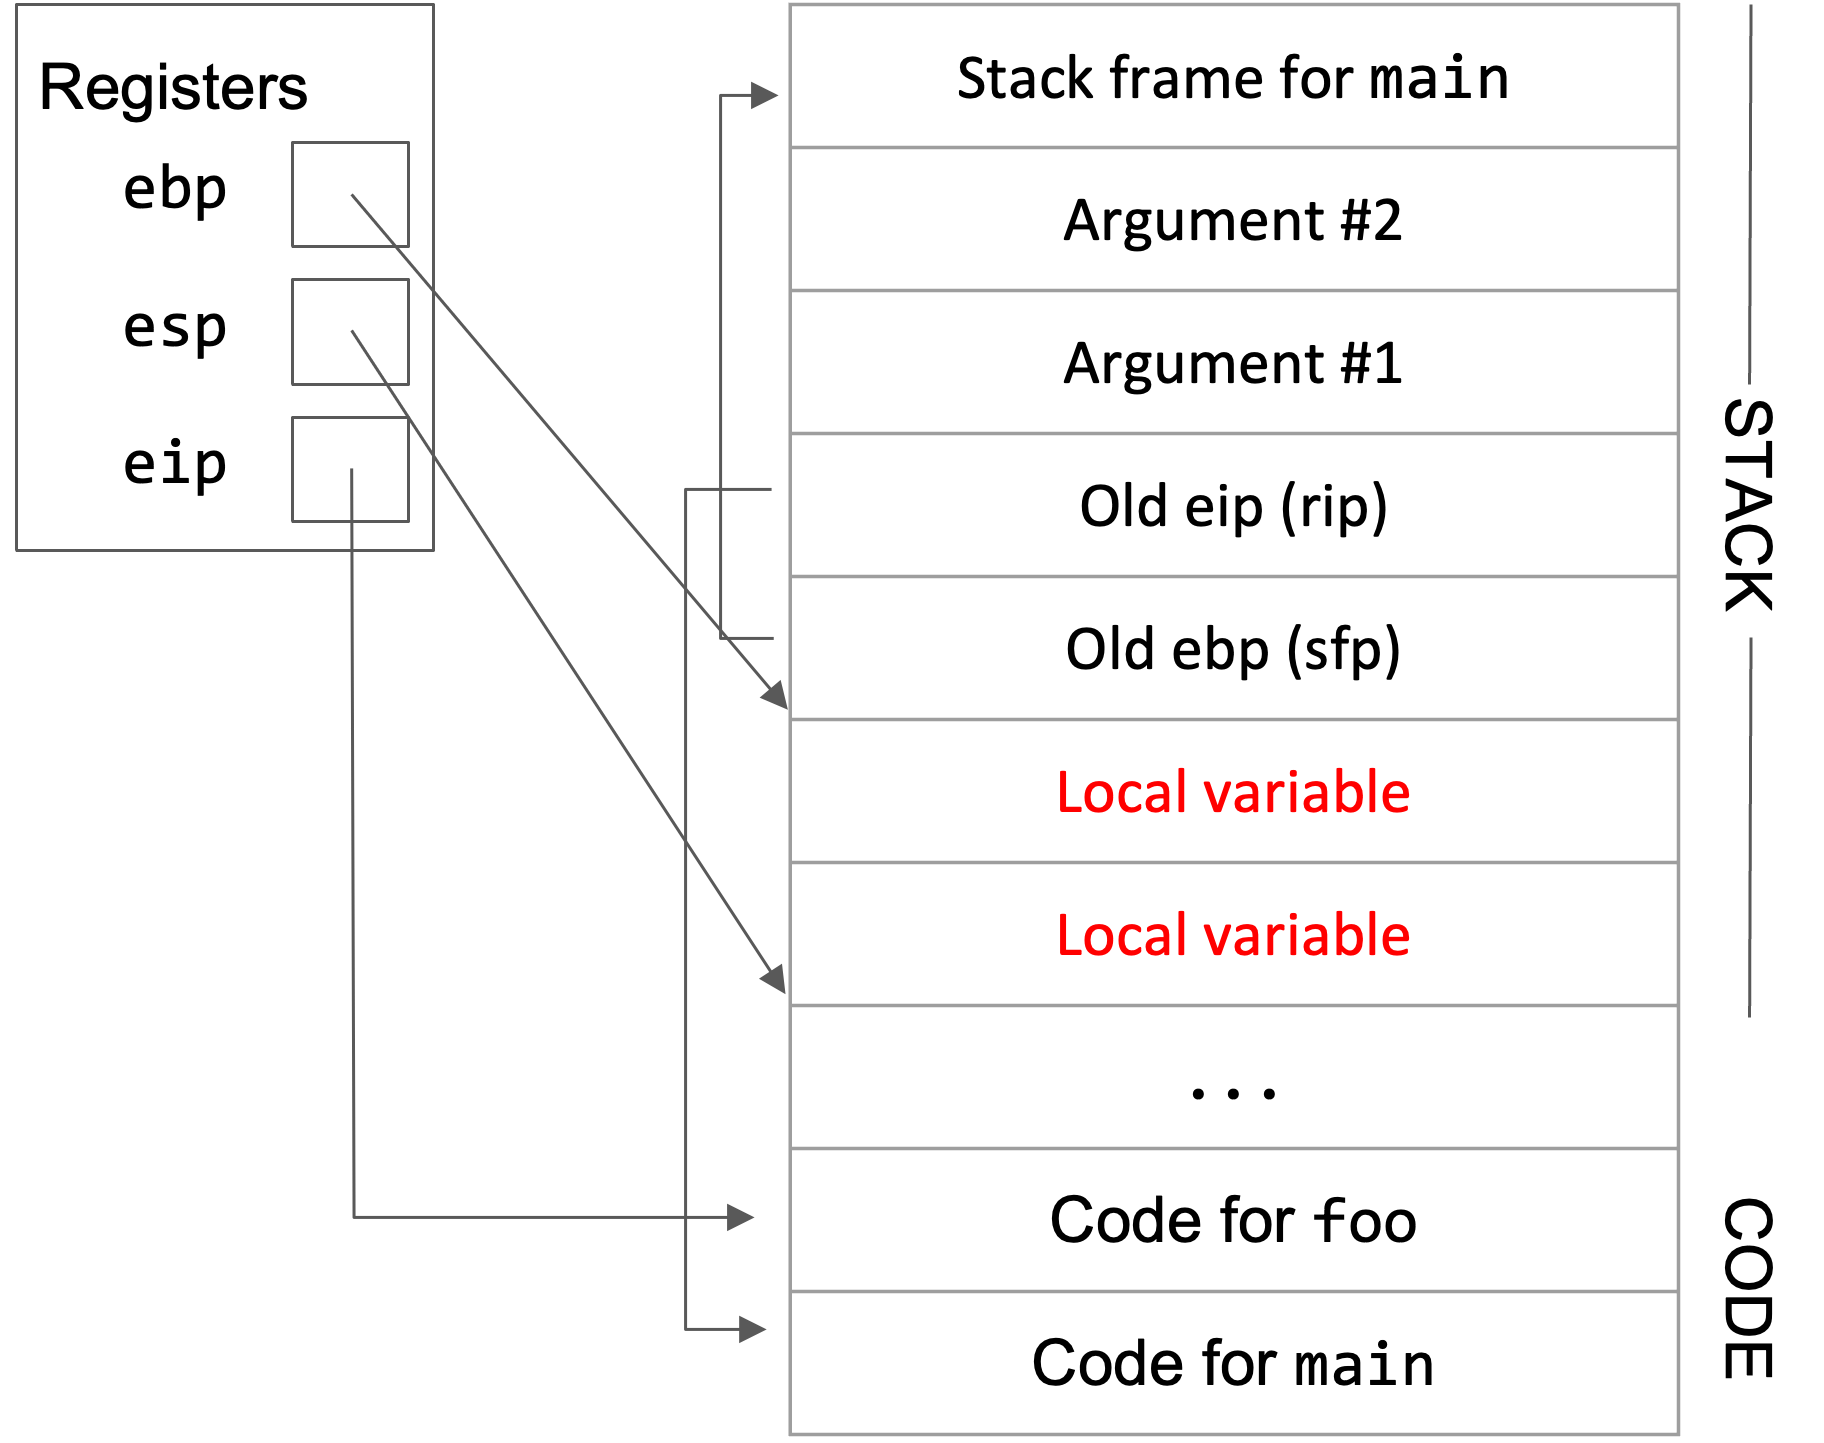 Registers
ebp
esp
eip
Stack frame for main
Argument #2
Argument #1
Old eip (rip)
Old ebp (sfp)
Local variable
Local variable
...
Code for foo
Code for main
STACK
CODE